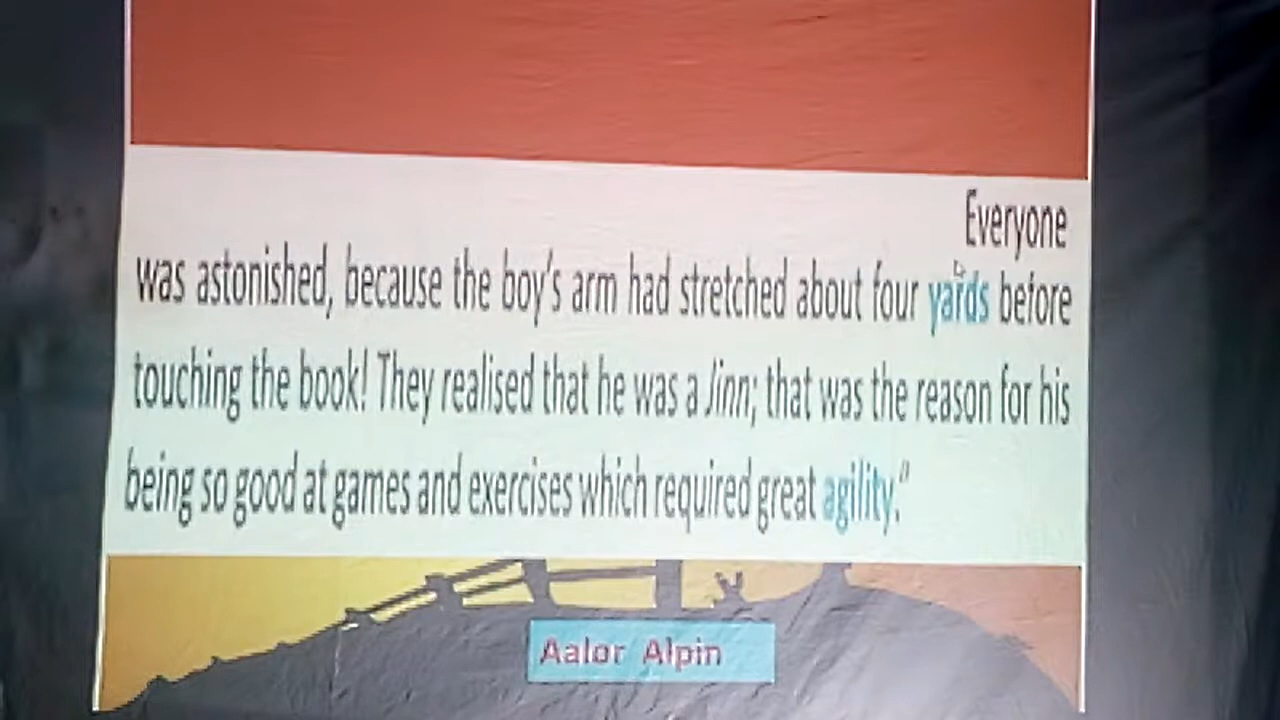 Everyone
was astonished, because the boy's arm had stretched about four yards before
touching the book! They realised that he was a Jinn; that was the reason for his
being so good at games and exercises which required great agility."
Aalor Alpin